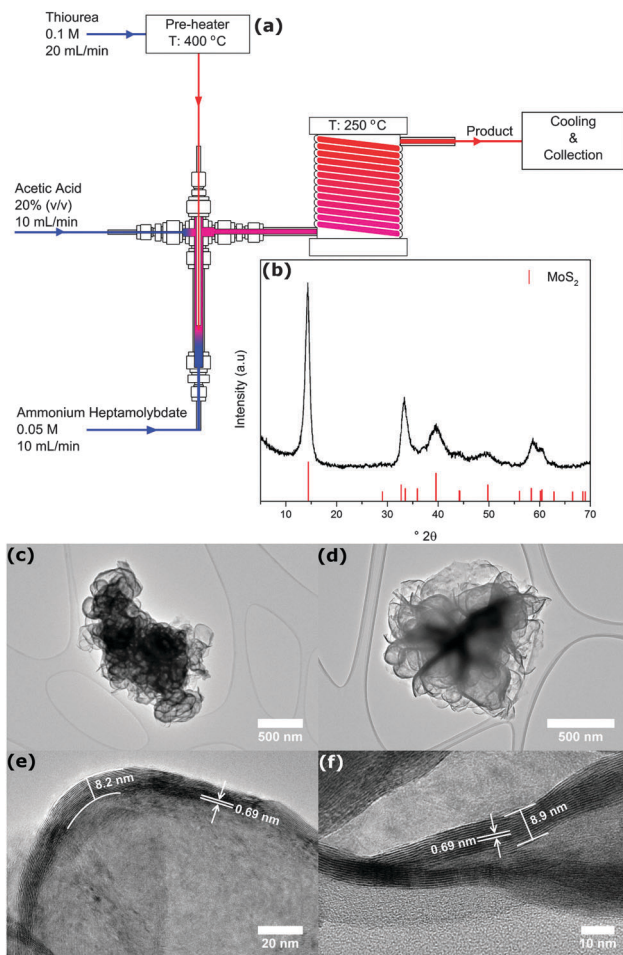 Thiourea
0.1 M
20 mL/min
Pre-heater
T: 400 °C
(a)
T: 250 °C
Product
Cooling
&
Collection
Acetic Acid
20% (v/v)
10 mL/min
Ammonium Heptamolybdate
0.05 M
10 mL/min
(b)
MoS₂
Intensity (a.u)
10 20 30 40 50 60 70
° 2θ
(c)
500 nm
(d)
500 nm
(e)
8.2 nm
0.69 nm
20 nm
(f)
0.69 nm
8.9 nm
10 nm